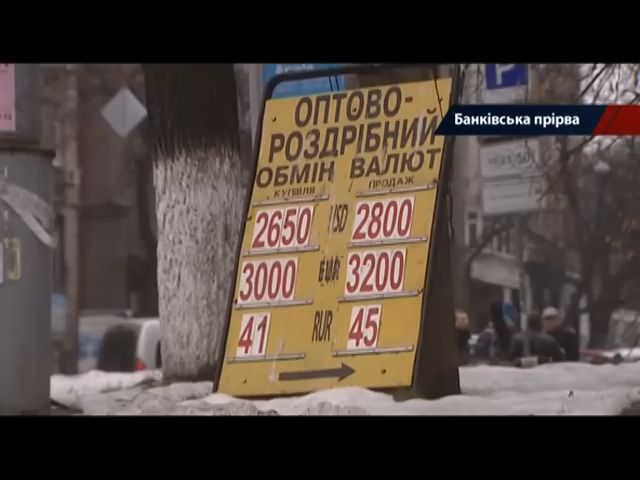 Банківська прірва
ОПТОВО-
РОЗДРІБНИЙ
ОБМІН ВАЛЮТ
КУПІВЛЯ ПРОДАЖ
2650 USD 2800
3000 EUR 3200
41 RUR 45
P